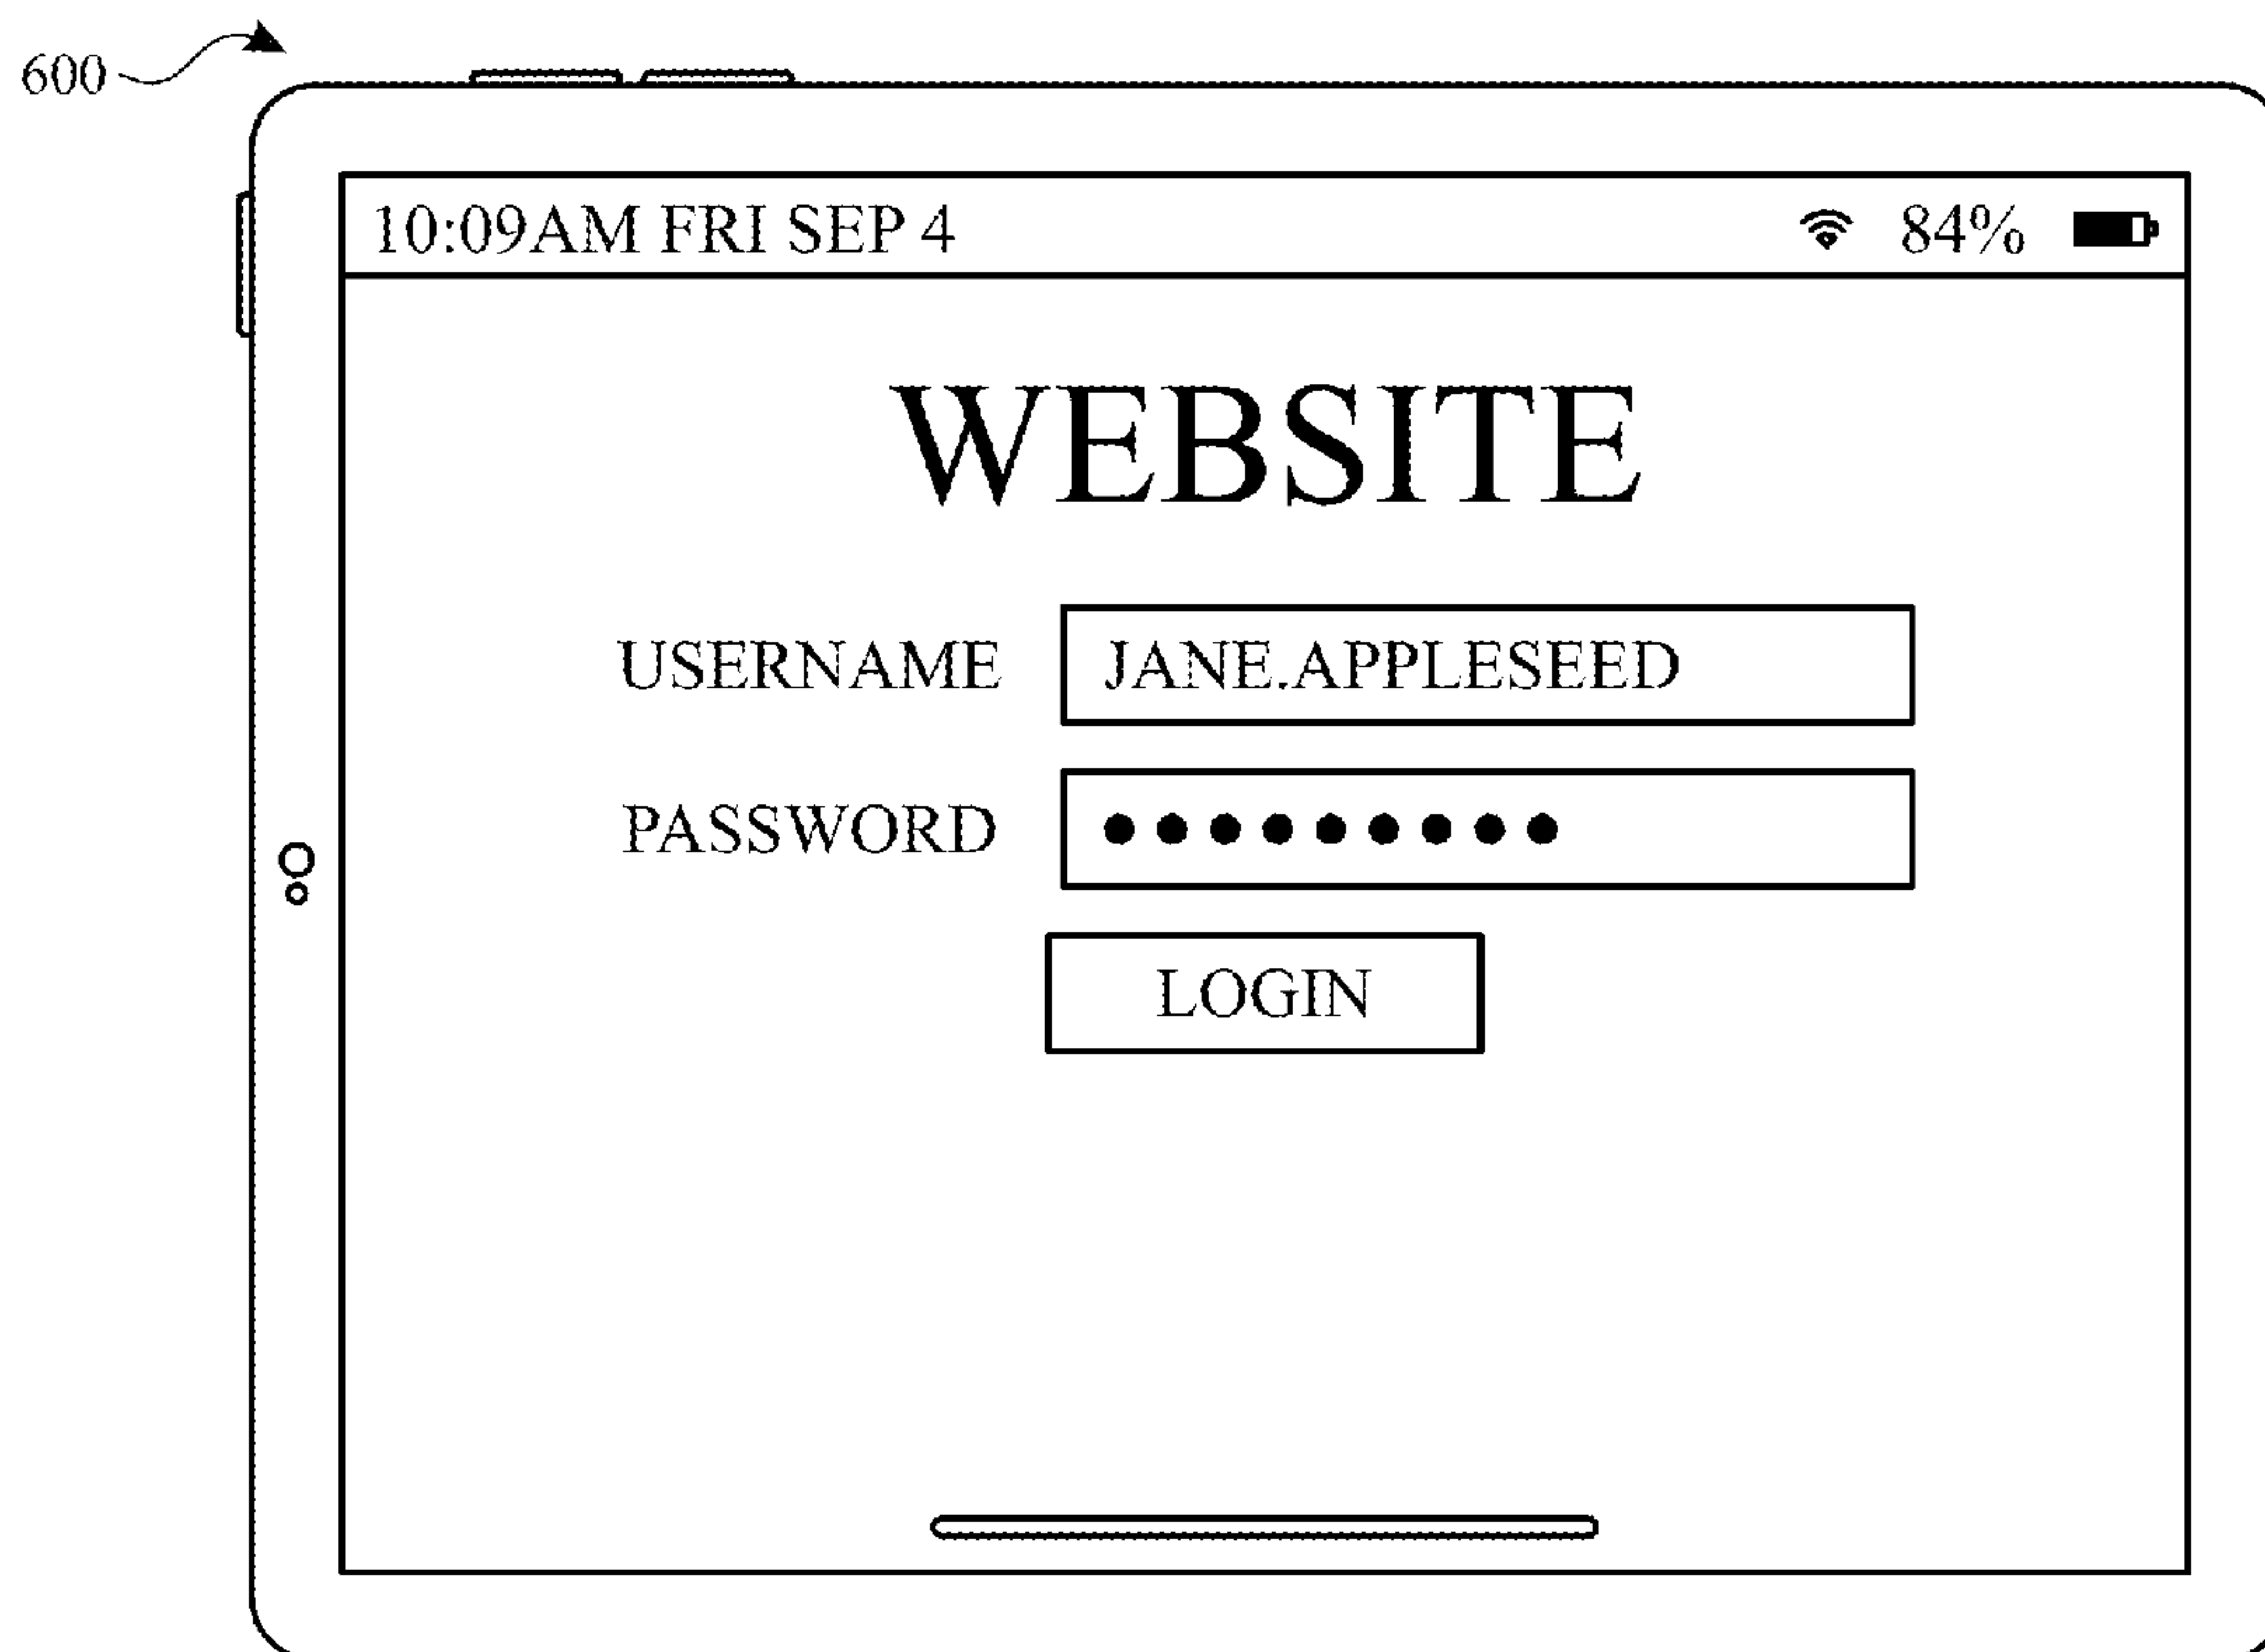 600
10:09AM FRI SEP 4 84%
WEBSITE
USERNAME JANE.APPLESEED
PASSWORD ●●●●●●●●●
LOGIN